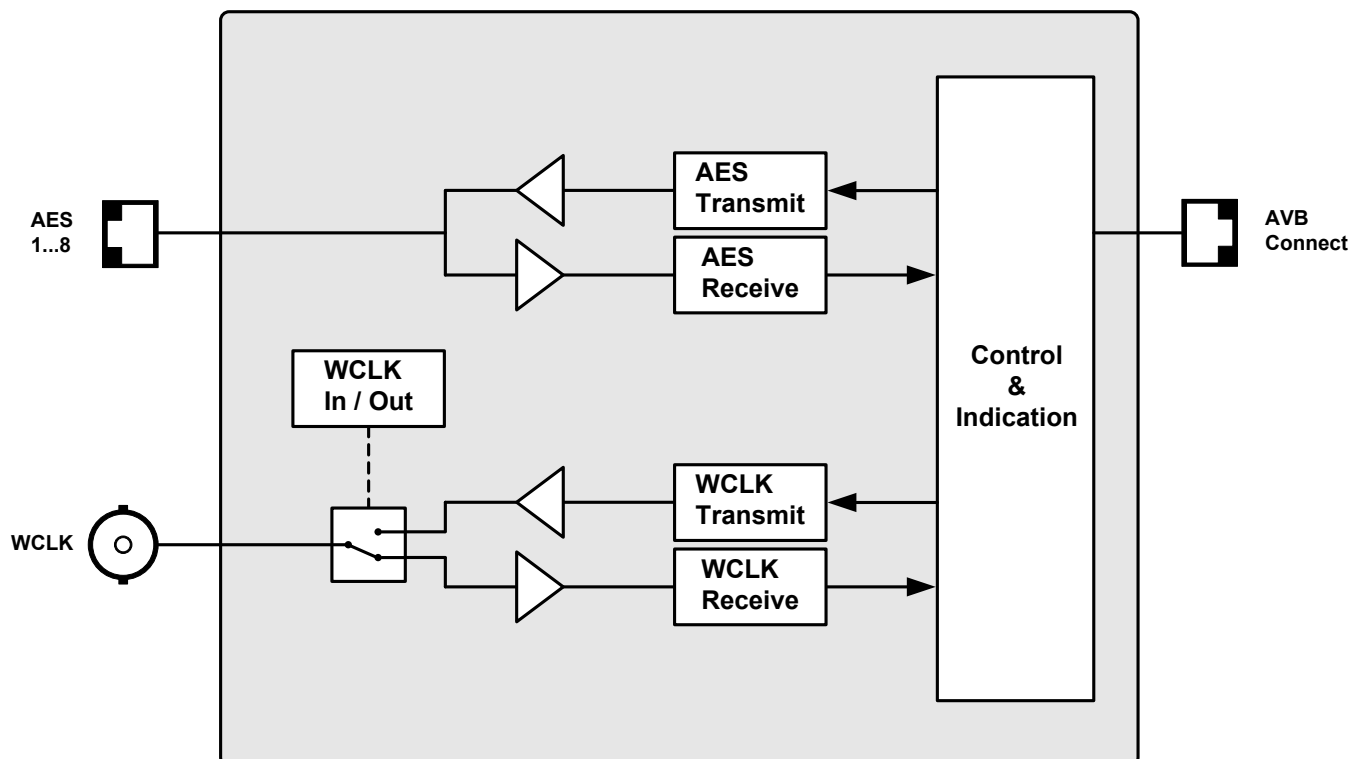 AES
Transmit
AES
1...8
AVB
Connect
AES
Receive
Control
&
Indication
WCLK
In / Out
WCLK
Transmit
WCLK
WCLK
Receive